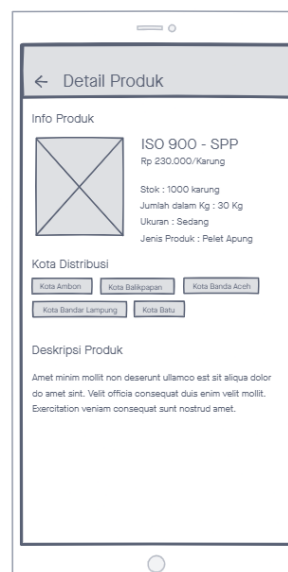 Detail Produk
Info Produk
ISO 900 - SPP
Rp 230.000/Karung
Stok : 1000 karung
Jumlah dalam Kg : 30 Kg
Ukuran : Sedang
Jenis Produk : Pelet Apung
Kota Distribusi
Kota Ambon Kota Balikpapan Kota Banda Aceh
Kota Bandar Lampung Kota Batu
Deskripsi Produk
Amet minim mollit non deserunt ullamco est sit aliqua dolor
do amet sint. Velit officia consequat duis enim velit mollit.
Exercitation veniam consequat sunt nostrud amet.